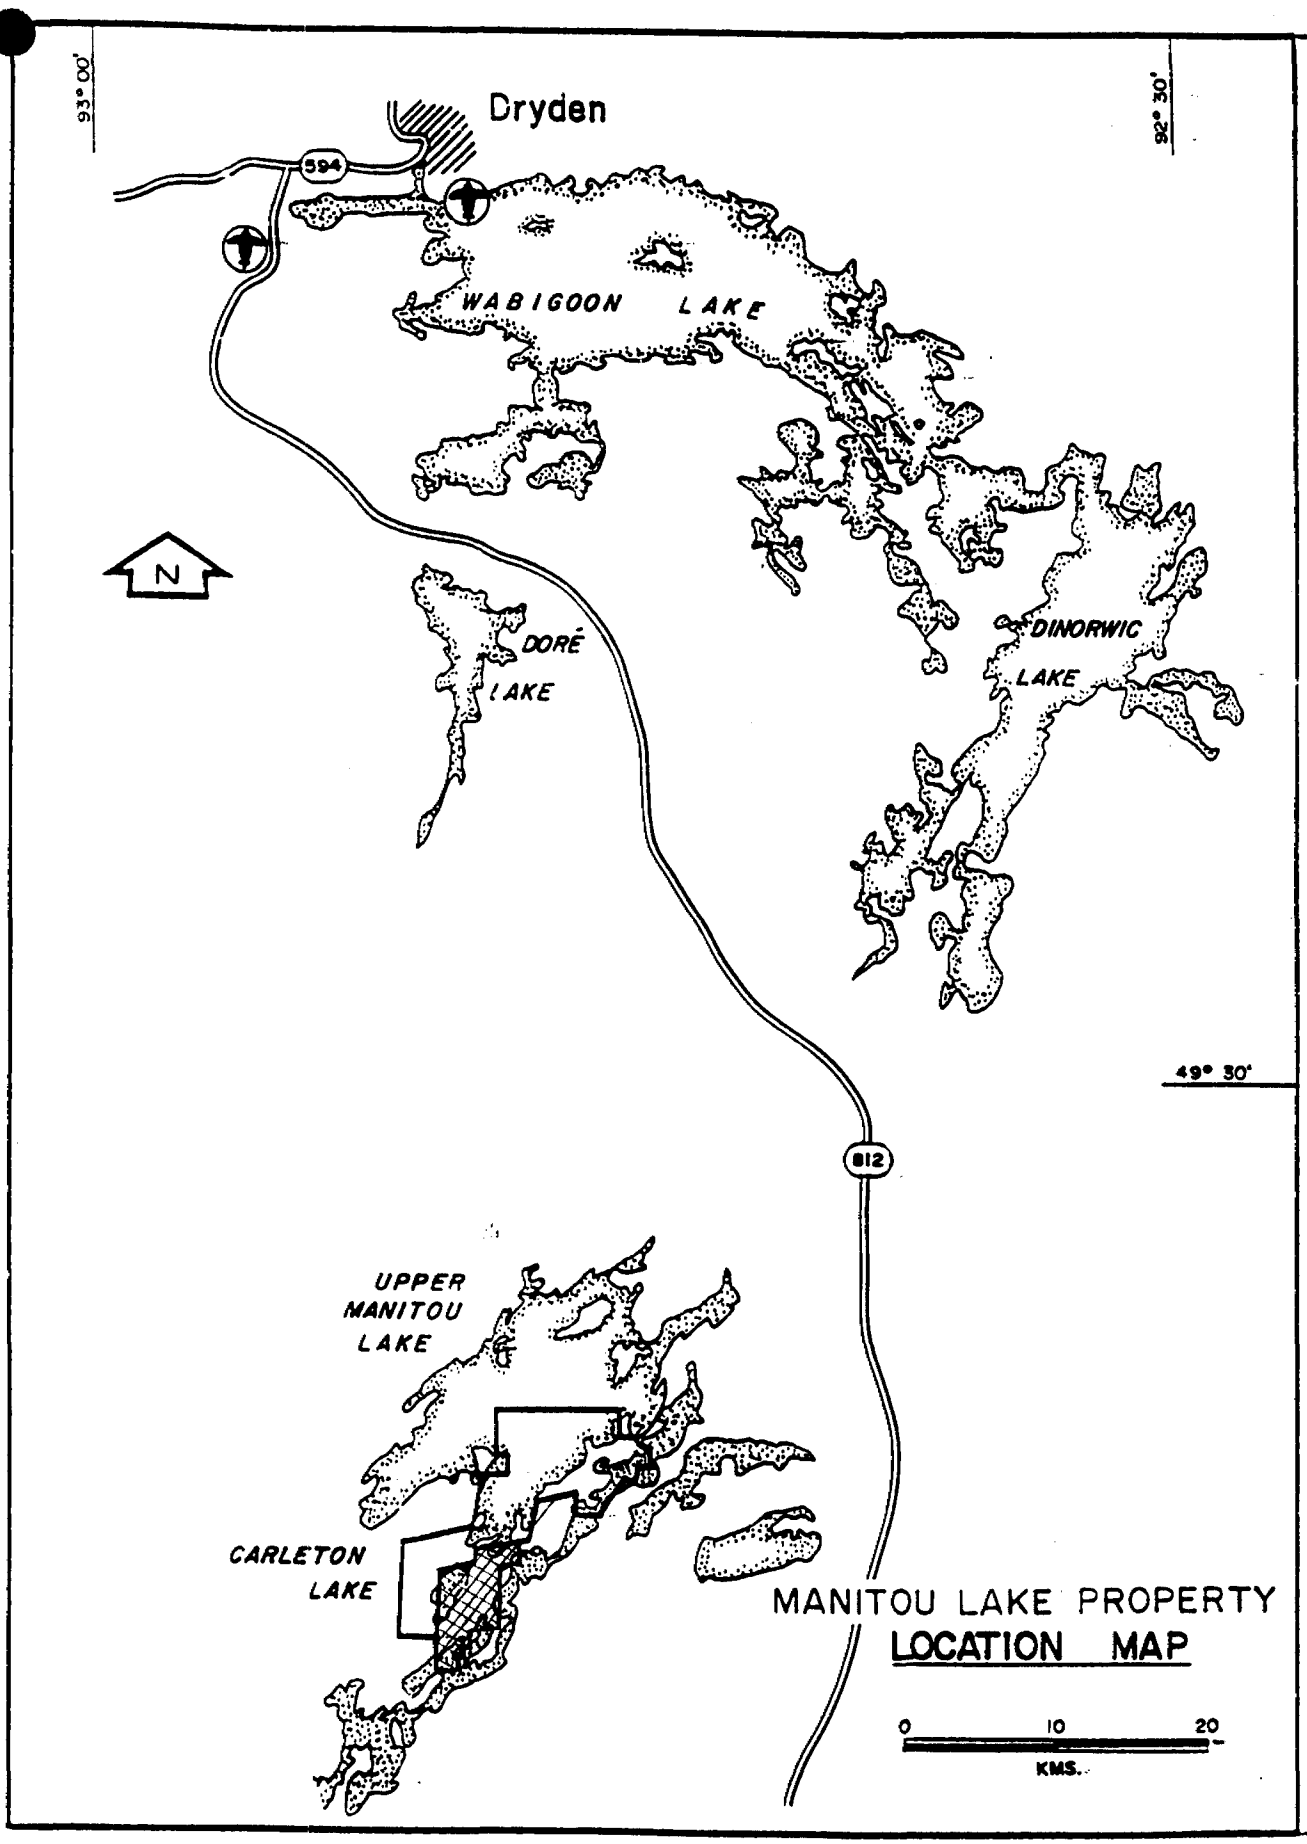 93° 00'
92° 30'
Dryden
594
WABIGOON LAKE
N
DORÉ
LAKE
DINORWIC
LAKE
49° 30'
812
UPPER
MANITOU
LAKE
CARLETON
LAKE
MANITOU LAKE PROPERTY
LOCATION MAP
0 10 20
KMS.